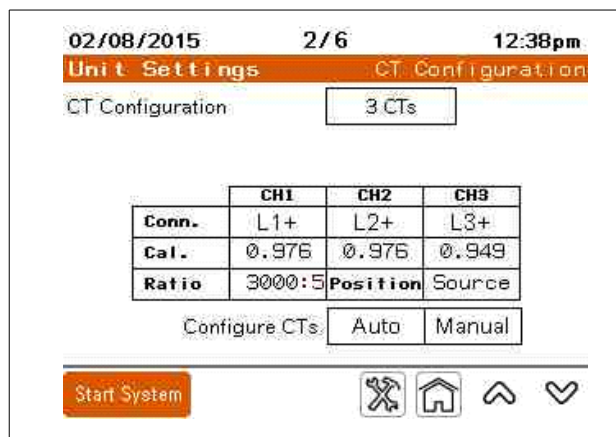 02/08/2015 2/6 12:38pm
Unit Settings CT Configuration
CT Configuration 3 CTs
CH1 CH2 CH3
Conn. L1+ L2+ L3+
Cal. 0.976 0.976 0.949
Ratio 3000:5 Position Source
Configure CTs Auto Manual
Start System